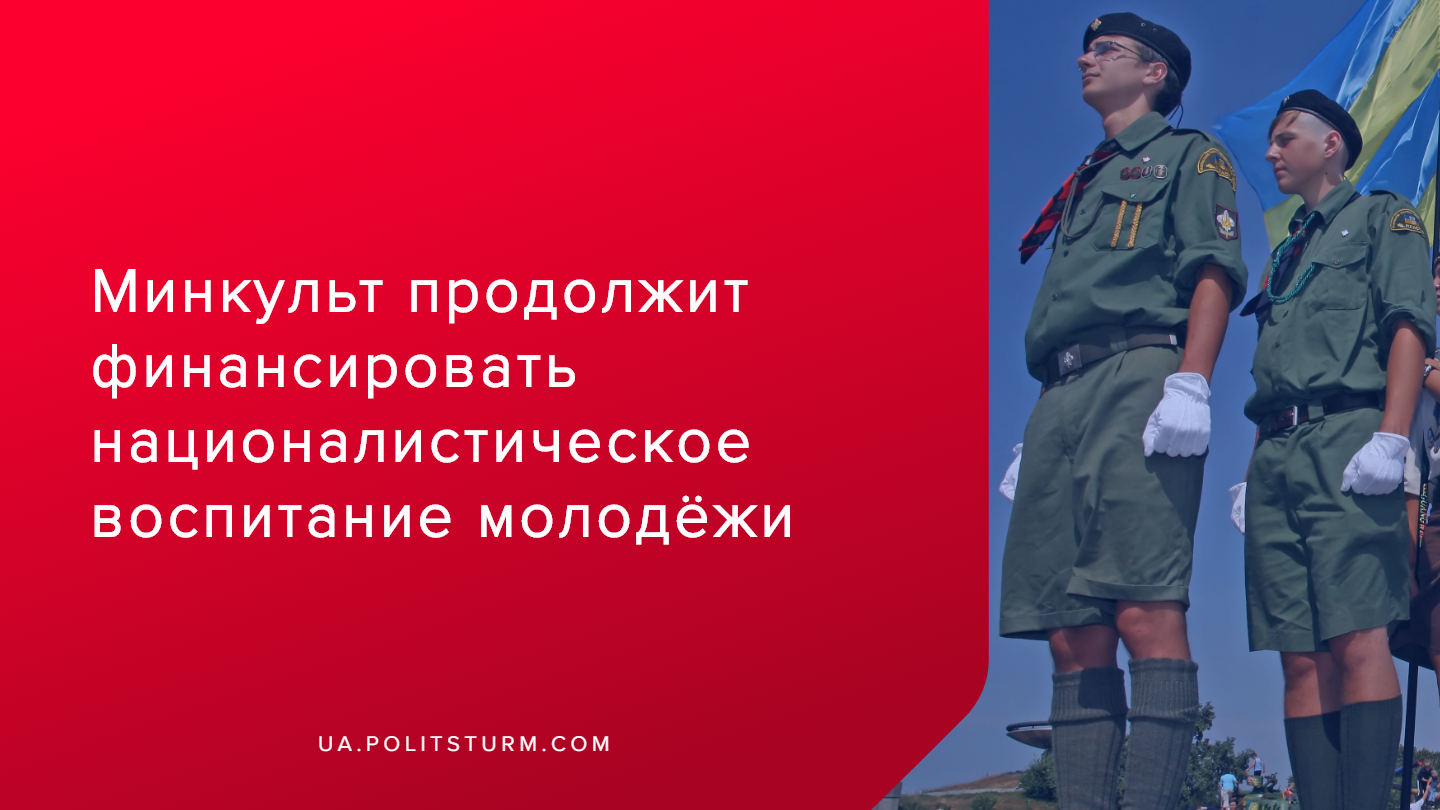 Минкульт продолжит
финансировать
националистическое
воспитание молодёжи
UA.POLITSTURM.COM